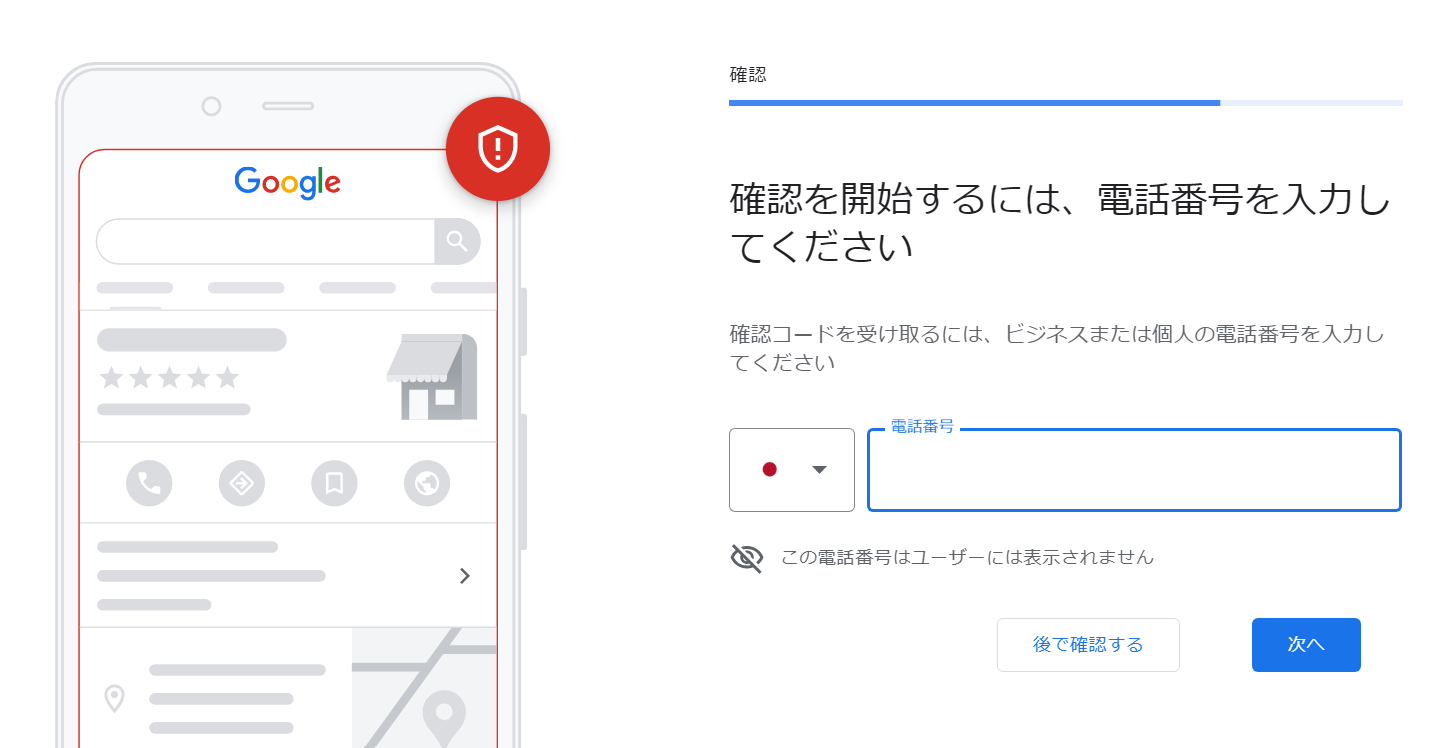 Google
確認
確認を開始するには、電話番号を入力し
てください
確認コードを受け取るには、ビジネスまたは個人の電話番号を入力し
てください
電話番号
この電話番号はユーザーには表示されません
後で確認する
次へ